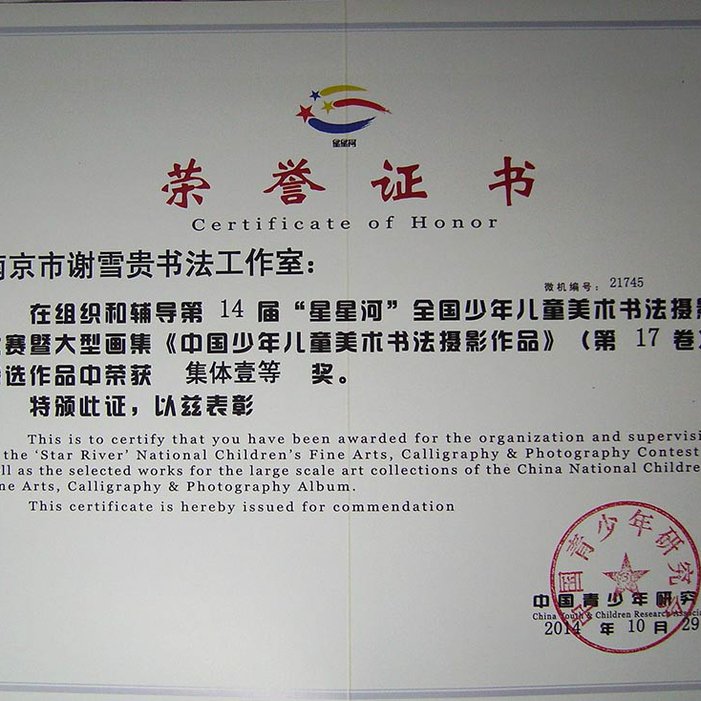 星星河
荣誉证书
Certificate of Honor
南京市谢雪贵书法工作室：
微机编号： 21745
在组织和辅导第 14 届“星星河”全国少年儿童美术书法摄影
赛暨大型画集《中国少年儿童美术书法摄影作品》（第 17 卷
选作品中荣获 集体壹等 奖。
特颁此证，以兹表彰
This is to certify that you have been awarded for the organization and supervisi
the ‘Star River’ National Children’s Fine Arts, Calligraphy & Photography Contest
ll as the selected works for the large scale art collections of the China National Childre
ne Arts, Calligraphy & Photography Album.
This certificate is hereby issued for commendation
中国青少年研究会
中国青少年研究
China Youth & Children Research Associa
2014 年 10 月 29